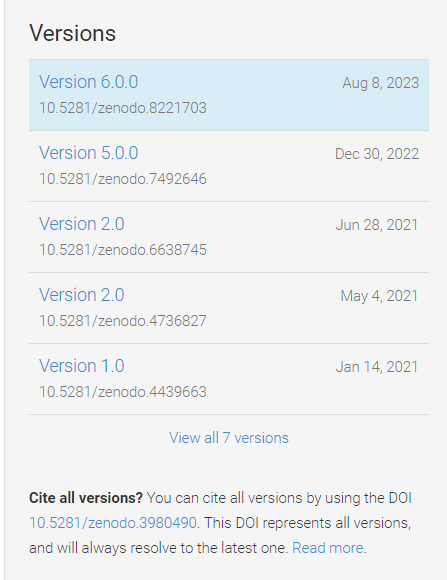 Versions
Version 6.0.0 Aug 8, 2023
10.5281/zenodo.8221703
Version 5.0.0 Dec 30, 2022
10.5281/zenodo.7492646
Version 2.0 Jun 28, 2021
10.5281/zenodo.6638745
Version 2.0 May 4, 2021
10.5281/zenodo.4736827
Version 1.0 Jan 14, 2021
10.5281/zenodo.4439663
View all 7 versions
Cite all versions? You can cite all versions by using the DOI
10.5281/zenodo.3980490. This DOI represents all versions,
and will always resolve to the latest one. Read more.